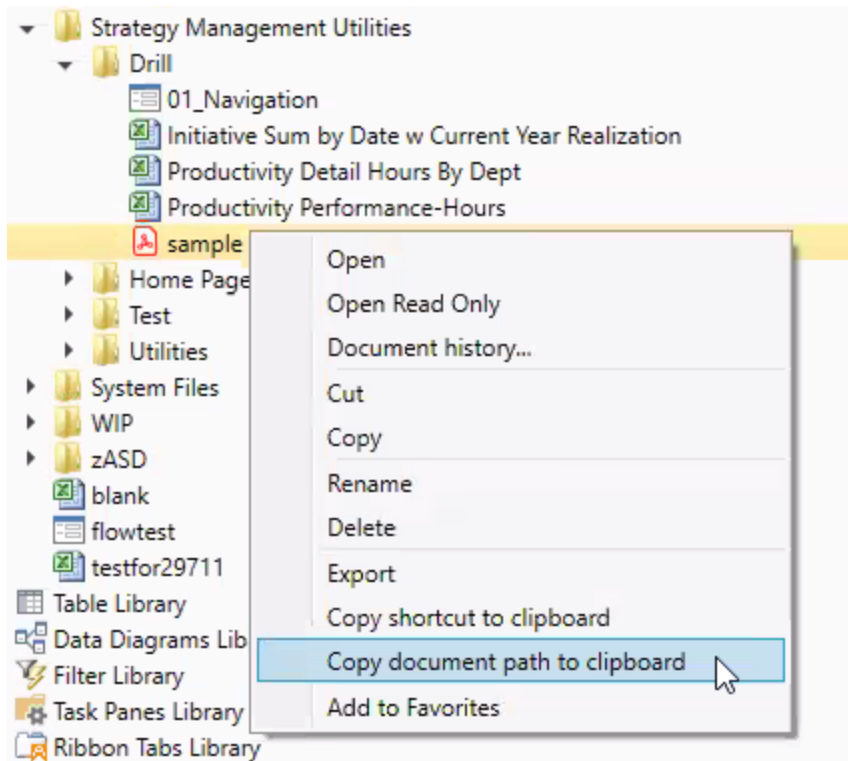 Strategy Management Utilities
Drill
01_Navigation
Initiative Sum by Date w Current Year Realization
Productivity Detail Hours By Dept
Productivity Performance-Hours
sample
Home Page
Test
Utilities
System Files
WIP
zASD
blank
flowtest
testfor29711
Table Library
Data Diagrams Lib
Filter Library
Task Panes Library
Ribbon Tabs Library
Open
Open Read Only
Document history...
Cut
Copy
Rename
Delete
Export
Copy shortcut to clipboard
Copy document path to clipboard
Add to Favorites